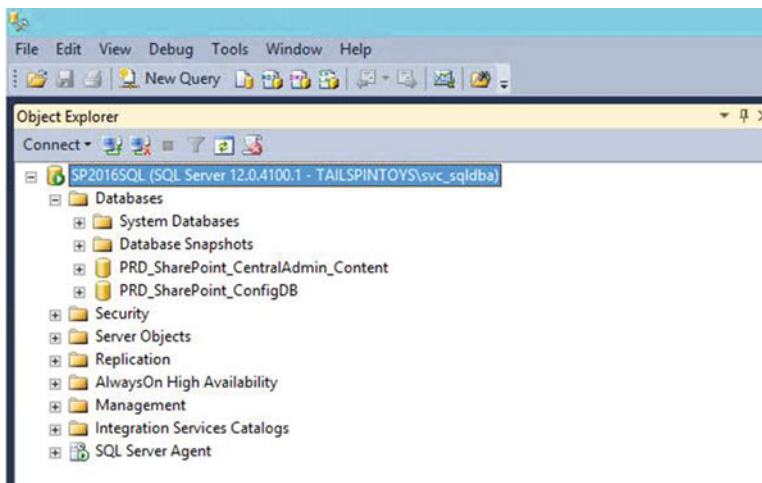 File Edit View Debug Tools Window Help
New Query
Object Explorer
Connect
SP2016SQL (SQL Server 12.0.4100.1 - TAILSPINTOYS\svc_sqldba)
Databases
System Databases
Database Snapshots
PRD_SharePoint_CentralAdmin_Content
PRD_SharePoint_ConfigDB
Security
Server Objects
Replication
AlwaysOn High Availability
Management
Integration Services Catalogs
SQL Server Agent